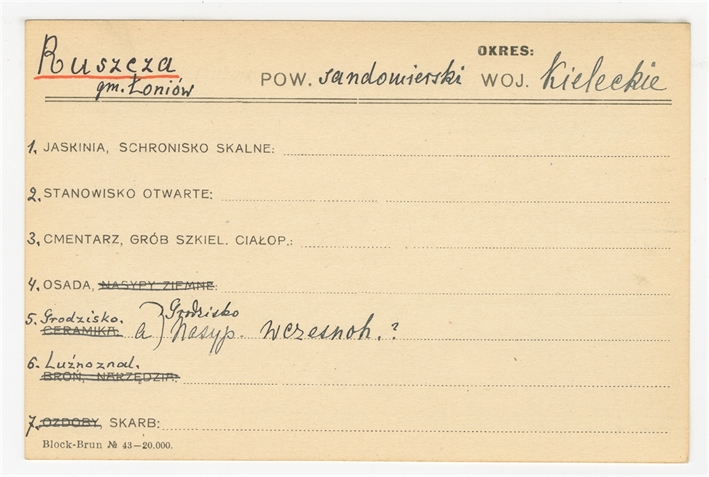 OKRES:
Ruszcza POW. sandomierski WOJ. Kieleckie
gm. Łoniów
1. JASKINIA, SCHRONISKO SKALNE:
2. STANOWISKO OTWARTE:
3. CMENTARZ, GRÓB SZKIEL. CIAŁOP.:
4. OSADA, NASYPY ZIEMNE:
5. Grodzisko. Grodzisko
CERAMIKA: a) Nasyp. wczesnoh.?
6. Luźnoznal.
BROŃ, NARZĘDZIA:
7. OZDOBY, SKARB:
Block-Brun № 43—20.000.